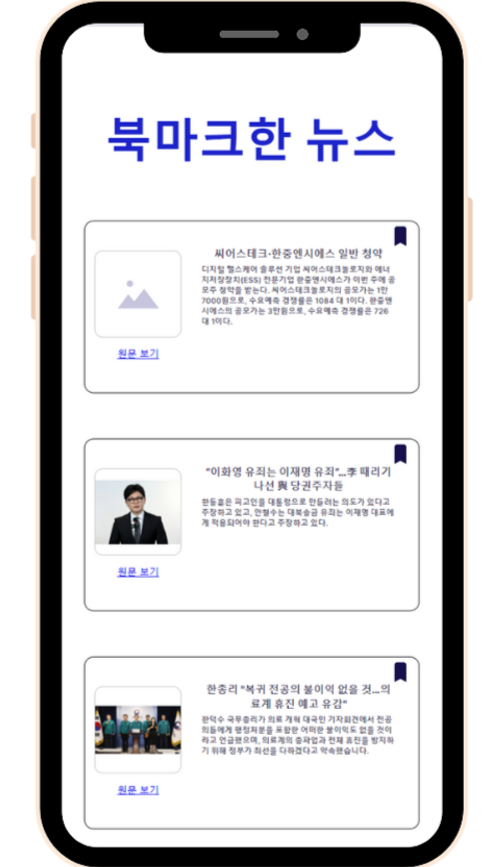 북마크한 뉴스
씨어스테크·한중엔시에스 일반 청약
디지털 헬스케어 솔루션 기업 씨어스테크놀로지와 에너
지저장장치(ESS) 전문기업 한중엔시에스가 이번 주에 공
모주 청약을 받는다. 씨어스테크놀로지의 공모가는 1만
7000원으로, 수요예측 경쟁률은 1084 대 1이다. 한중엔
시에스의 공모가는 3만원으로, 수요예측 경쟁률은 726
대 1이다.
원문 보기
"이화영 유죄는 이재명 유죄"...李 때리기
나선 與 당권주자들
한동훈은 피고인을 대통령으로 만들려는 의도가 있다고
주장하고 있고, 안철수는 대북송금 유죄는 이재명 대표에
게 적용되어야 한다고 주장하고 있다.
원문 보기
한총리 "복귀 전공의 불이익 없을 것...의
료계 휴진 예고 유감"
한덕수 국무총리가 의료 개혁 대국민 기자회견에서 전공
의들에게 행정처분을 포함한 어떠한 불이익도 없을 것이
라고 언급했으며, 의료계의 총파업과 전체 휴진을 방지하
기 위해 정부가 최선을 다하겠다고 약속했습니다.
원문 보기